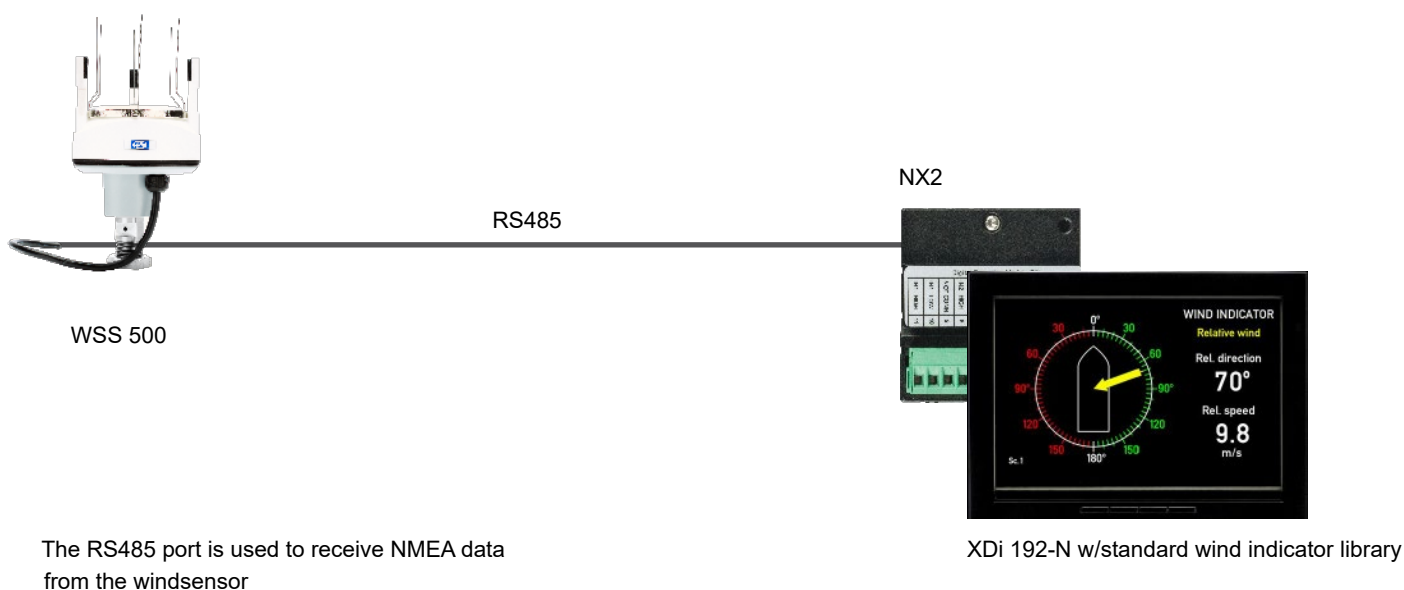 NX2
RS485
WSS 500
WIND INDICATOR
Relative wind
0°
30
30
60
60
90°
90°
120
120
150
150
180°
Rel. direction
70°
Rel. speed
9.8
m/s
Sc.1
The RS485 port is used to receive NMEA data
from the windsensor
XDi 192-N w/standard wind indicator library